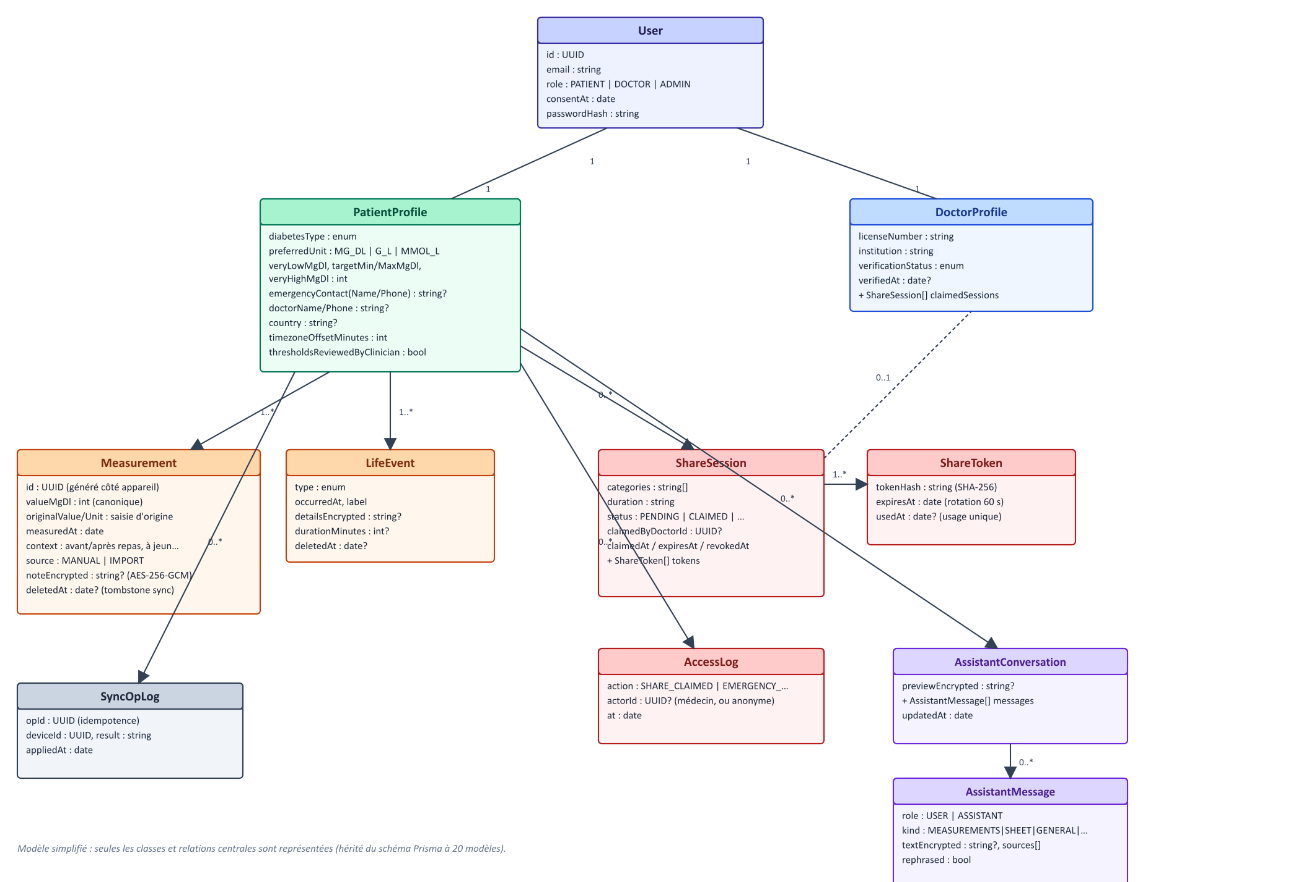 User
id : UUID
email : string
role : PATIENT | DOCTOR | ADMIN
consentAt : date
passwordHash : string
1
1
1
1
PatientProfile
diabetesType : enum
preferredUnit : MG_DL | G_L | MMOL_L
veryLowMgDl, targetMin/MaxMgDl,
veryHighMgDl : int
emergencyContact(Name/Phone) : string?
doctorName/Phone : string?
country : string?
timezoneOffsetMinutes : int
thresholdsReviewedByClinician : bool
DoctorProfile
licenseNumber : string
institution : string
verificationStatus : enum
verifiedAt : date?
+ ShareSession[] claimedSessions
0..1
0..*
1..*
1..*
Measurement
id : UUID (généré côté appareil)
valueMgDl : int (canonique)
originalValue/Unit : saisie d'origine
measuredAt : date
context : avant/après repas, à jeun...
source : MANUAL | IMPORT
noteEncrypted : string? (AES-256-GCM)
deletedAt : date? (tombstone sync)
0..*
LifeEvent
type : enum
occurredAt, label
detailsEncrypted : string?
durationMinutes : int?
deletedAt : date?
ShareSession
categories : string[]
duration : string
status : PENDING | CLAIMED | ...
claimedByDoctorId : UUID?
claimedAt / expiresAt / revokedAt
+ ShareToken[] tokens
0..*
0..*
1..*
ShareToken
tokenHash : string (SHA-256)
expiresAt : date (rotation 60 s)
usedAt : date? (usage unique)
SyncOpLog
opId : UUID (idempotence)
deviceId : UUID, result : string
appliedAt : date
AccessLog
action : SHARE_CLAIMED | EMERGENCY_...
actorId : UUID? (médecin, ou anonyme)
at : date
AssistantConversation
previewEncrypted : string?
+ AssistantMessage[] messages
updatedAt : date
0..*
AssistantMessage
role : USER | ASSISTANT
kind : MEASUREMENTS|SHEET|GENERAL|...
textEncrypted : string?, sources[]
rephrased : bool
Modèle simplifié : seules les classes et relations centrales sont représentées (hérité du schéma Prisma à 20 modèles).